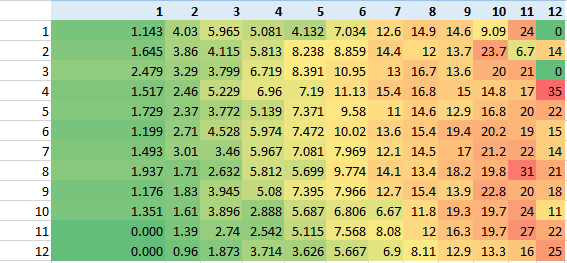 1 2 3 4 5 6 7 8 9 10 11 12
1 1.143 4.03 5.965 5.081 4.132 7.034 12.6 14.9 14.6 9.09 24 0
2 1.645 3.86 4.115 5.813 8.238 8.859 14.4 12 13.7 23.7 6.7 14
3 2.479 3.29 3.799 6.719 8.391 10.95 13 16.7 13.6 20 21 0
4 1.517 2.46 5.229 6.96 7.19 11.13 15.4 16.8 15 14.8 17 35
5 1.729 2.37 3.772 5.139 7.371 9.58 11 14.6 12.9 16.8 20 22
6 1.199 2.71 4.528 5.974 7.472 10.02 13.6 15.4 19.4 20.2 19 15
7 1.493 3.01 3.46 5.967 7.081 7.969 12.1 14.5 17 21.2 22 14
8 1.937 1.71 2.632 5.812 5.699 9.774 14.1 13.4 18.2 19.8 31 21
9 1.176 1.83 3.945 5.08 7.395 7.966 12.7 15.4 13.9 22.8 20 18
10 1.351 1.61 3.896 2.888 5.687 6.806 6.67 11.8 19.3 19.7 24 11
11 0.000 1.39 2.74 2.542 5.115 7.568 8.08 12 16.3 19.7 27 22
12 0.000 0.96 1.873 3.714 3.626 5.667 6.9 8.11 12.9 13.3 16 25